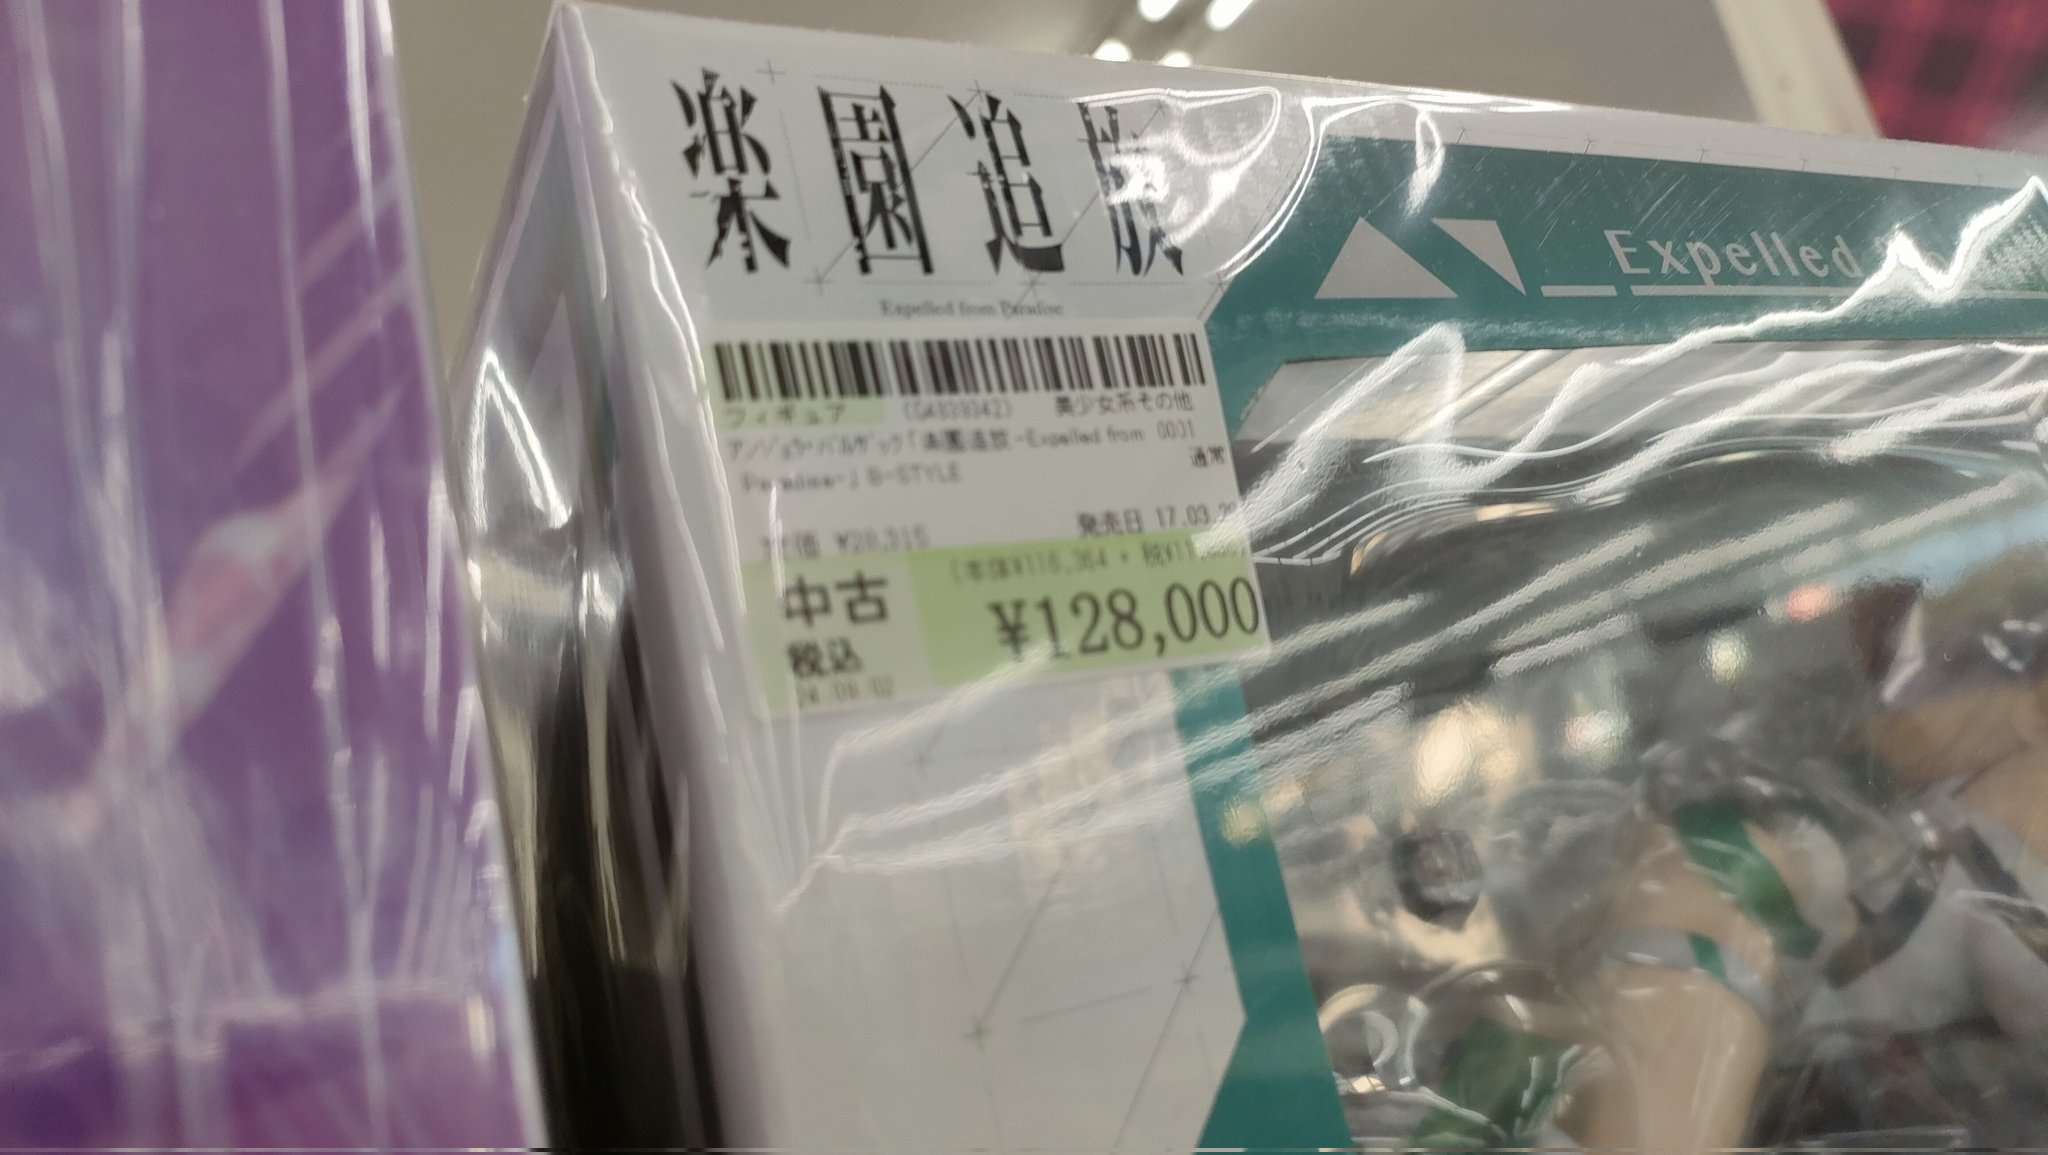 楽園追放
Expelled from Paradise
Expelled
フィギュア
美少女系その他
アンジェラ・バルザック「楽園追放 -Expelled from
0001
Paradise-」 B-STYLE
通常
発売日 17.03.
中古
税込
¥128,000